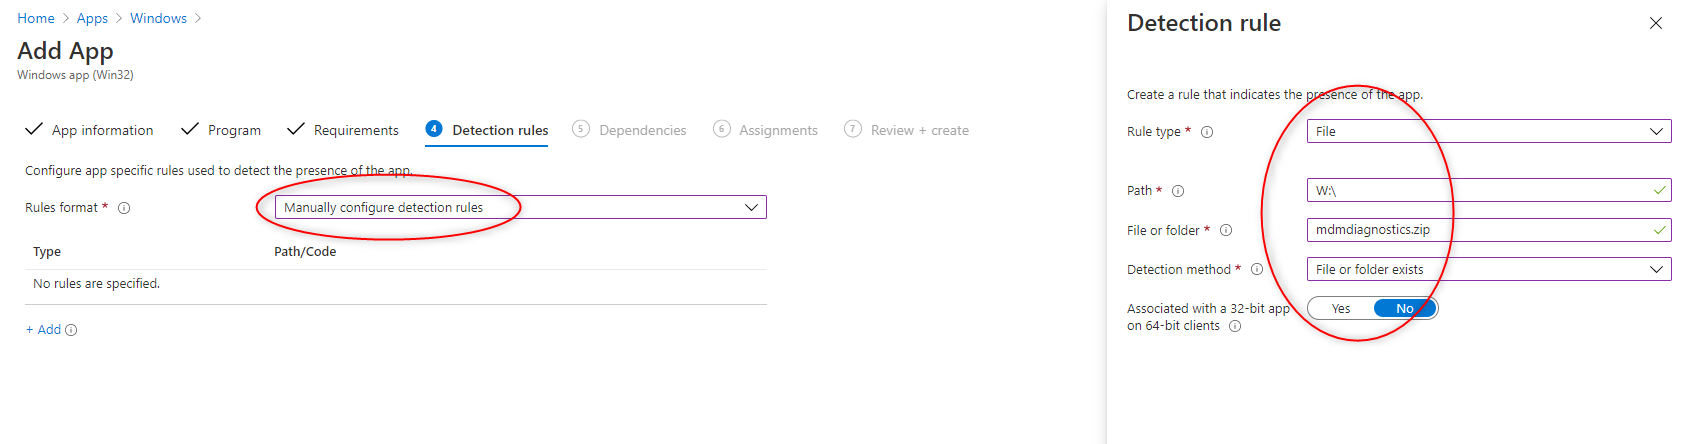 Home > Apps > Windows >
Add App
Windows app (Win32)
App information Program Requirements 4 Detection rules 5 Dependencies 6 Assignments 7 Review + create
Configure app specific rules used to detect the presence of the app.
Rules format * Manually configure detection rules
Type Path/Code
No rules are specified.
+ Add
Detection rule
Create a rule that indicates the presence of the app.
Rule type * File
Path * W:\
File or folder * mdmdiagnostics.zip
Detection method * File or folder exists
Associated with a 32-bit app Yes No
on 64-bit clients